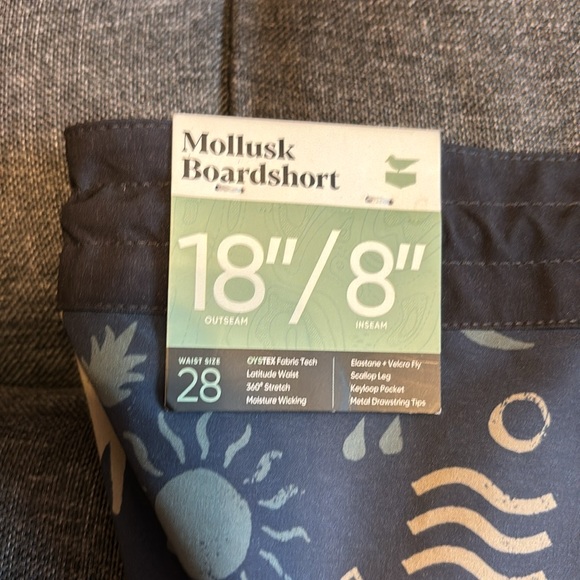 Mollusk
Boardshort
18"/8"
OUTSEAM
INSEAM
WAIST SIZE
28
OYSTEX Fabric Tech
Latitude Waist
360° Stretch
Moisture Wicking
Elastane + Velcro Fly
Scallop Leg
Keyloop Pocket
Metal Drawstring Tips